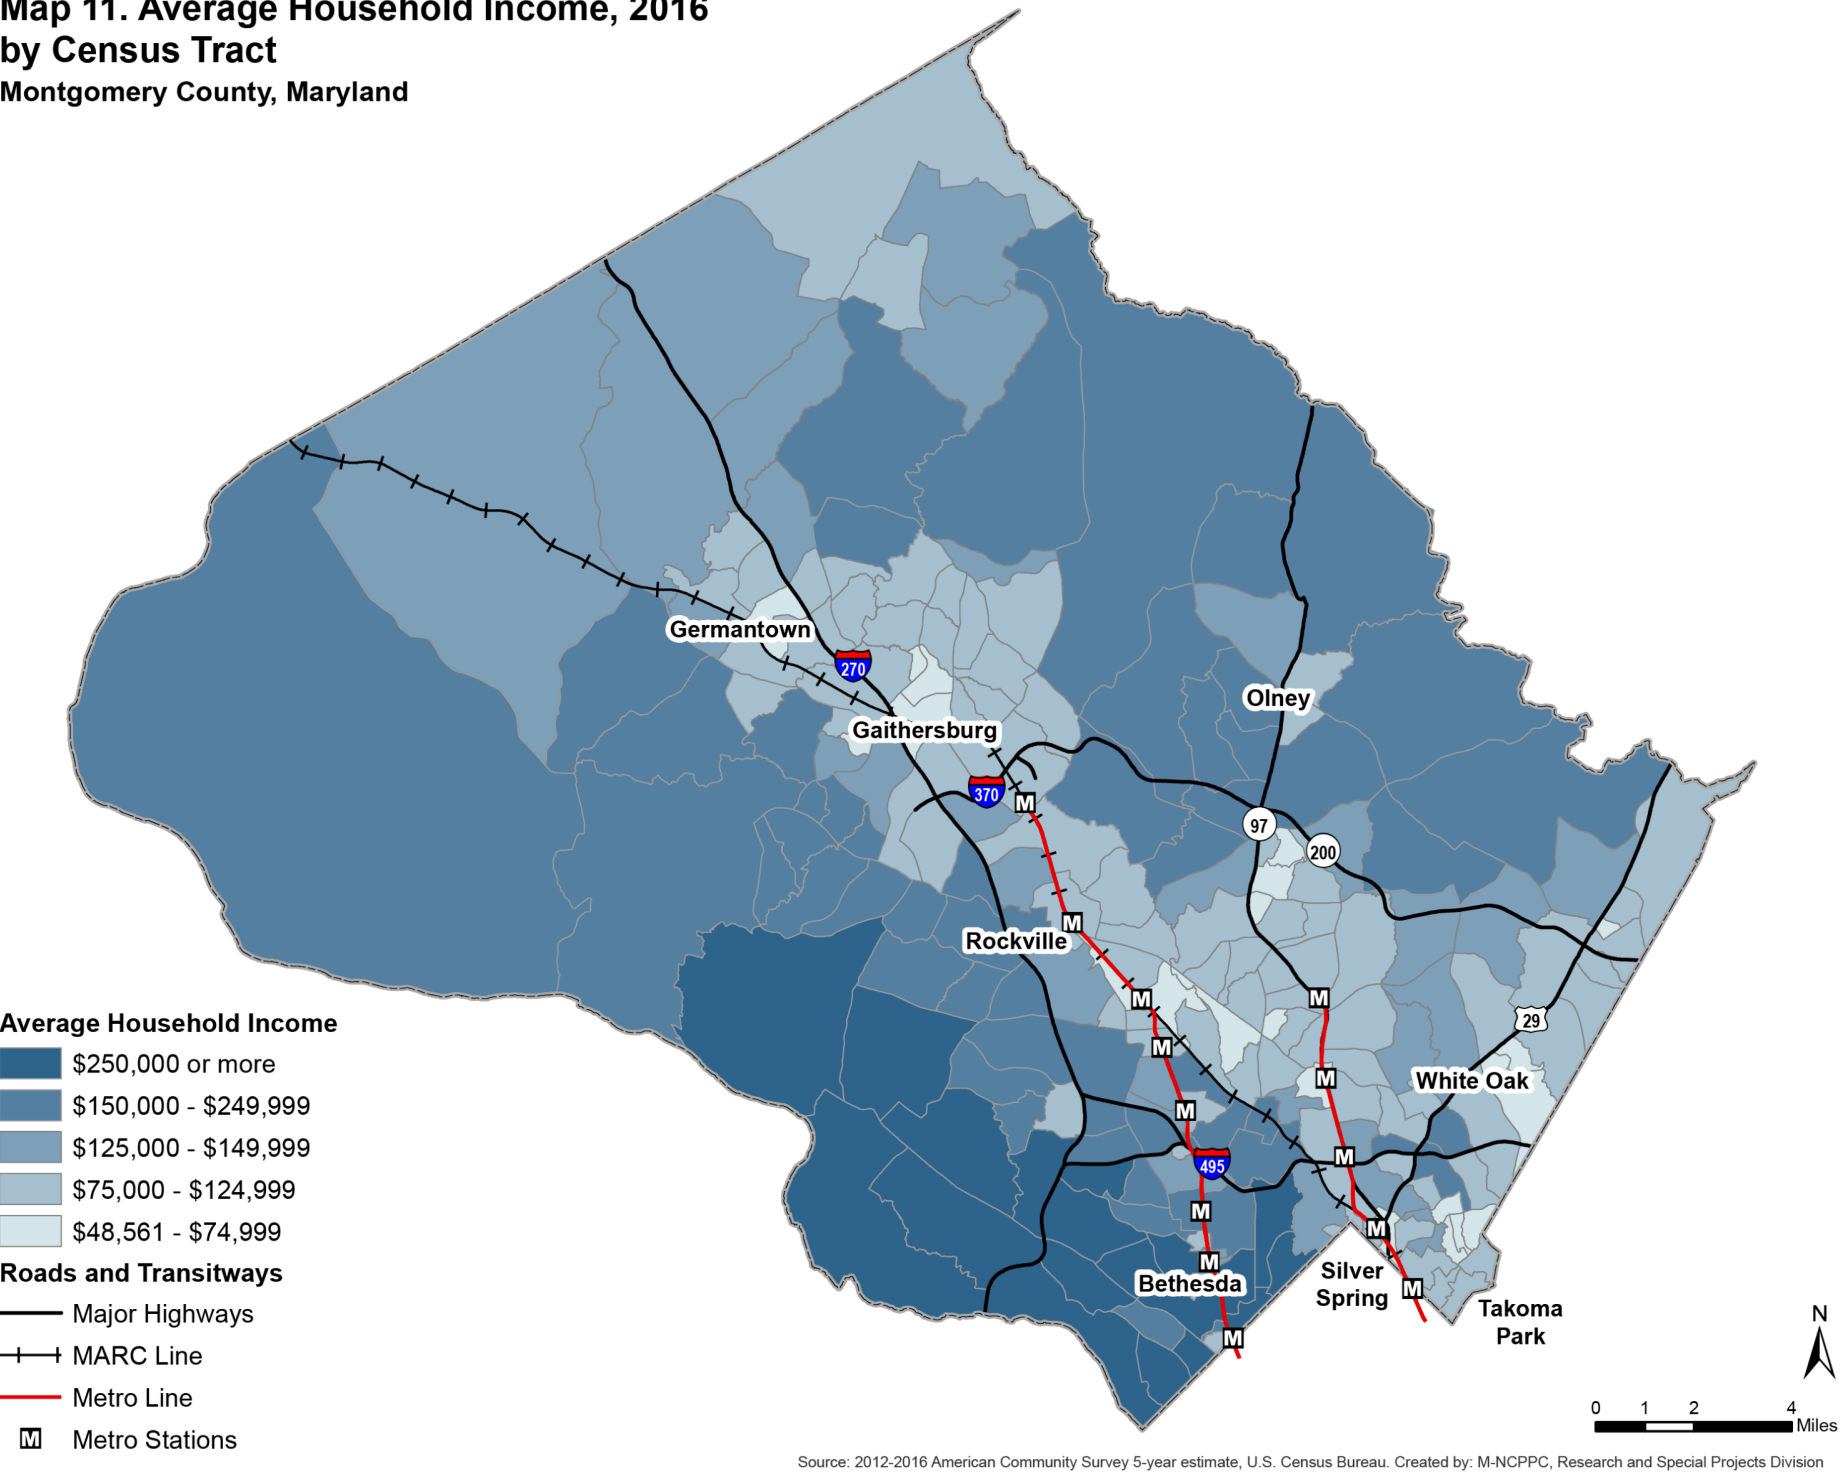 Map 11. Average Household Income, 2016
by Census Tract
Montgomery County, Maryland
Germantown
270
Gaithersburg
Olney
370
M
97
200
M
Rockville
M
M
29
M
M
White Oak
M
M
495
M
M
M
Bethesda
Silver
Spring
M
Takoma
Park
M
Average Household Income
$250,000 or more
$150,000 - $249,999
$125,000 - $149,999
$75,000 - $124,999
$48,561 - $74,999
Roads and Transitways
Major Highways
MARC Line
Metro Line
M Metro Stations
N
0 1 2 4
Miles
Source: 2012-2016 American Community Survey 5-year estimate, U.S. Census Bureau. Created by: M-NCPPC, Research and Special Projects Division